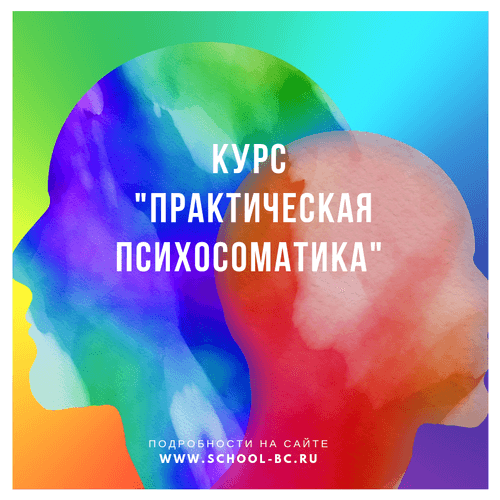 КУРС
"ПРАКТИЧЕСКАЯ
ПСИХОСОМАТИКА"
ПОДРОБНОСТИ НА САЙТЕ
WWW.SCHOOL-BC.RU